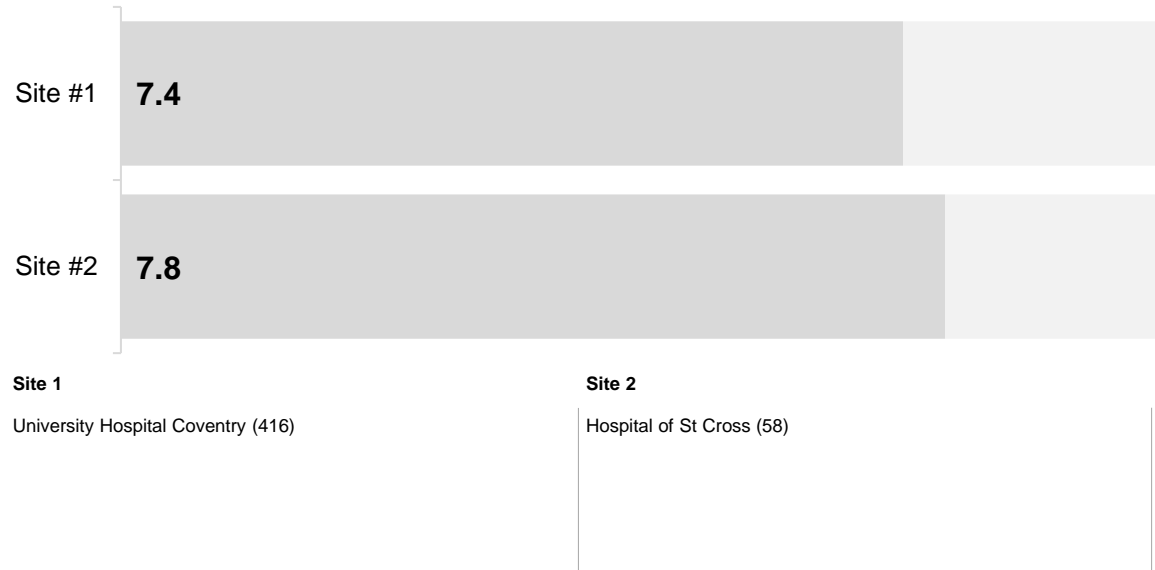 Site #1
7.4
Site #2
7.8
Site 1
Site 2
University Hospital Coventry (416)
Hospital of St Cross (58)